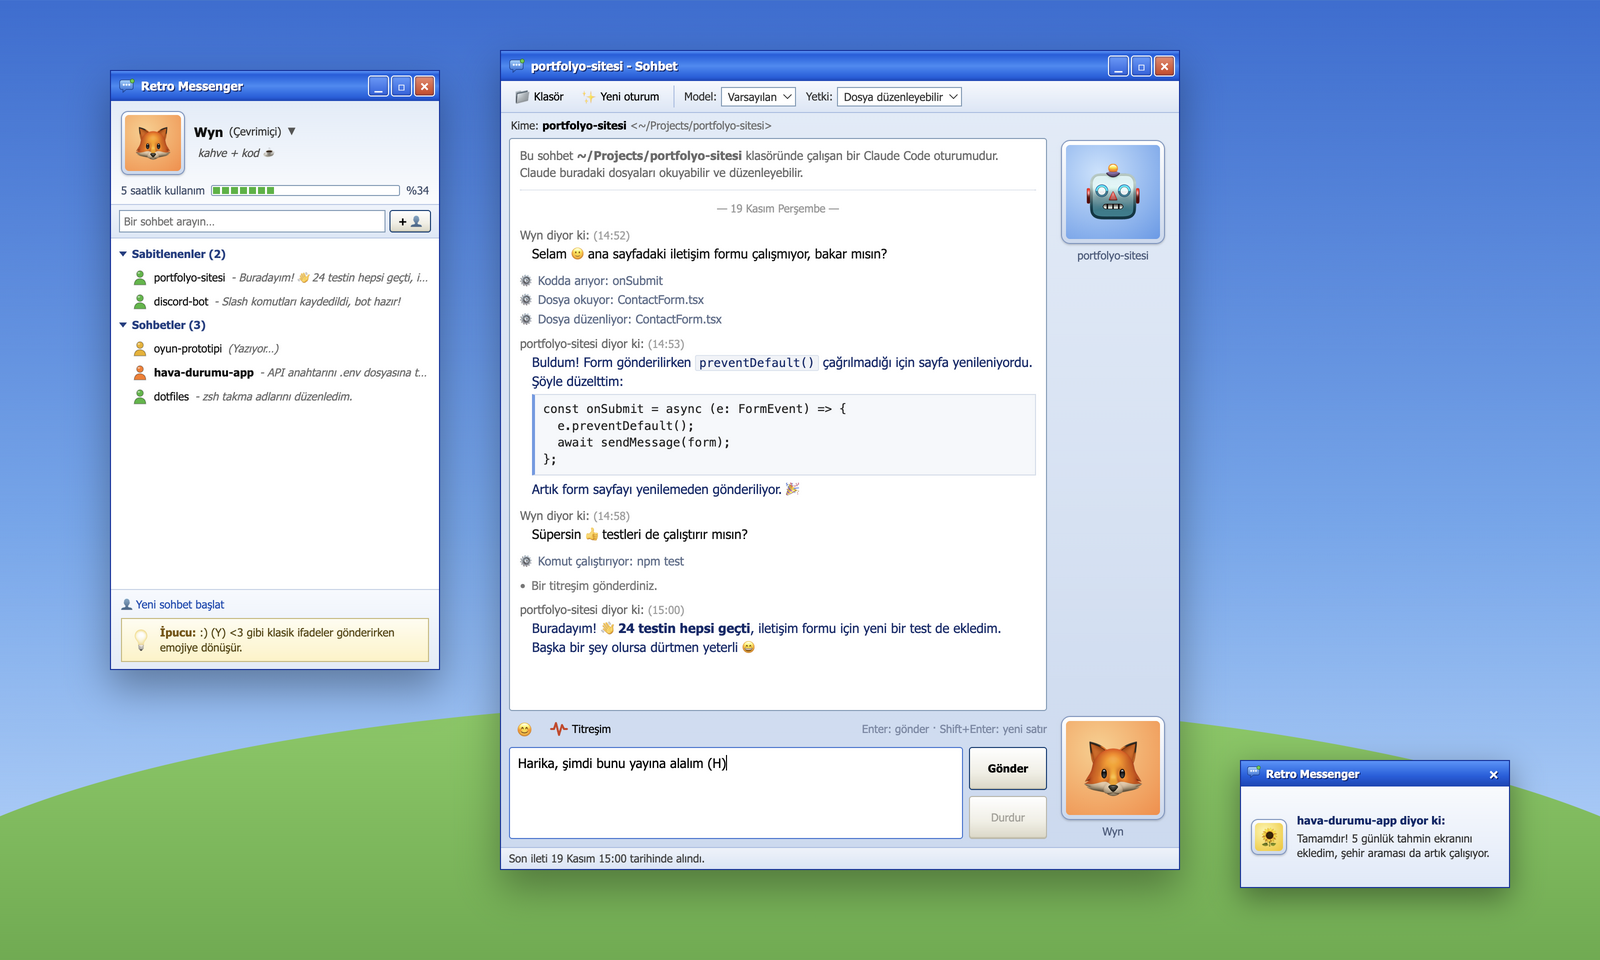 Retro Messenger
Wyn (Çevrimiçi) ▼
kahve + kod ☕
5 saatlik kullanım %34
Bir sohbet arayın...
+
Sabitlenenler (2)
portfolyo-sitesi - Buradayım! 👋 24 testin hepsi geçti, i...
discord-bot - Slash komutları kaydedildi, bot hazır!
Sohbetler (3)
oyun-prototipi (Yazıyor...)
hava-durumu-app - API anahtarını .env dosyasına t...
dotfiles - zsh takma adlarını düzenledim.
Yeni sohbet başlat
İpucu: :) (Y) <3 gibi klasik ifadeler gönderirken
emojiye dönüşür.
portfolyo-sitesi - Sohbet
Klasör Yeni oturum Model: Varsayılan Yetki: Dosya düzenleyebilir
Kime: portfolyo-sitesi <~/Projects/portfolyo-sitesi>
Bu sohbet ~/Projects/portfolyo-sitesi klasöründe çalışan bir Claude Code oturumudur.
Claude buradaki dosyaları okuyabilir ve düzenleyebilir.
— 19 Kasım Perşembe —
Wyn diyor ki: (14:52)
Selam 😊 ana sayfadaki iletişim formu çalışmıyor, bakar mısın?
Kodda arıyor: onSubmit
Dosya okuyor: ContactForm.tsx
Dosya düzenliyor: ContactForm.tsx
portfolyo-sitesi diyor ki: (14:53)
Buldum! Form gönderilirken preventDefault() çağrılmadığı için sayfa yenileniyordu.
Şöyle düzelttim:
const onSubmit = async (e: FormEvent) => {
e.preventDefault();
await sendMessage(form);
};
Artık form sayfayı yenilemeden gönderiliyor. 🎉
Wyn diyor ki: (14:58)
Süpersin 👍 testleri de çalıştırır mısın?
Komut çalıştırıyor: npm test
• Bir titreşim gönderdiniz.
portfolyo-sitesi diyor ki: (15:00)
Buradayım! 👋 24 testin hepsi geçti, iletişim formu için yeni bir test de ekledim.
Başka bir şey olursa dürtmen yeterli 😄
Titreşim
Enter: gönder · Shift+Enter: yeni satır
Harika, şimdi bunu yayına alalım (H)
Gönder
Durdur
Son ileti 19 Kasım 15:00 tarihinde alındı.
portfolyo-sitesi
Wyn
Retro Messenger
hava-durumu-app diyor ki:
Tamamdır! 5 günlük tahmin ekranını
ekledim, şehir araması da artık çalışıyor.